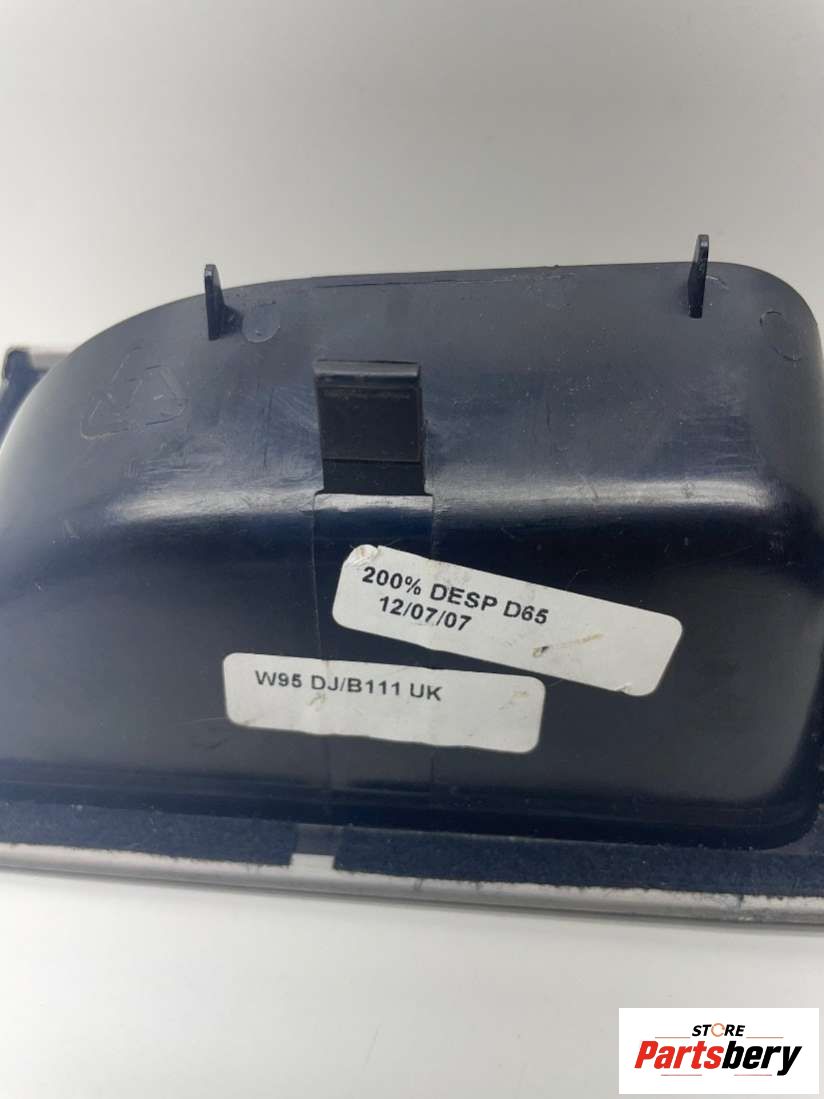 200% DESP D65
12/07/07
W95 DJ/B111 UK
STORE
Partsbery